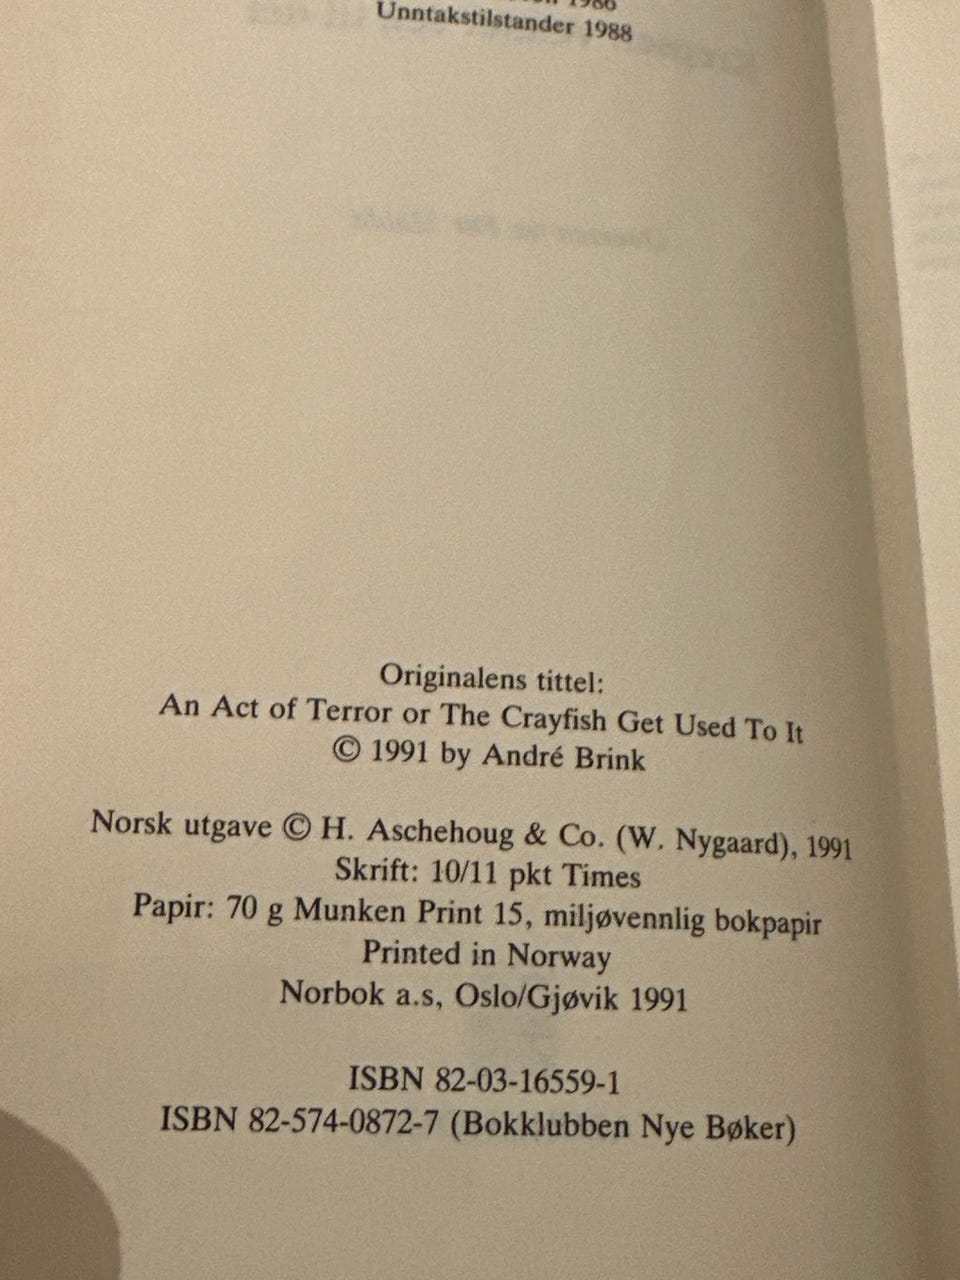 1986
Unntakstilstander 1988
Originalens tittel:
An Act of Terror or The Crayfish Get Used To It
© 1991 by André Brink
Norsk utgave © H. Aschehoug & Co. (W. Nygaard), 1991
Skrift: 10/11 pkt Times
Papir: 70 g Munken Print 15, miljøvennlig bokpapir
Printed in Norway
Norbok a.s, Oslo/Gjøvik 1991
ISBN 82-03-16559-1
ISBN 82-574-0872-7 (Bokklubben Nye Bøker)